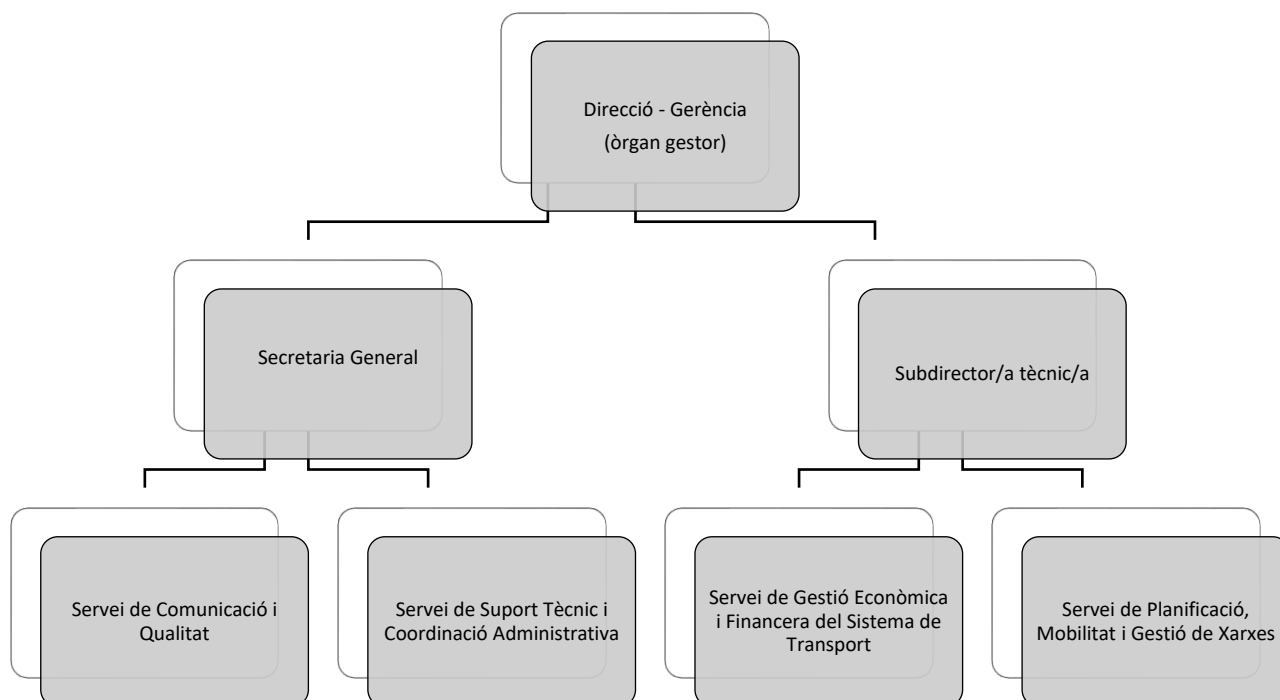 Direcció - Gerència
(òrgan gestor)
Secretaria General
Subdirector/a tècnic/a
Servei de Comunicació i
Qualitat
Servei de Suport Tècnic i
Coordinació Administrativa
Servei de Gestió Econòmica
i Financera del Sistema de
Transport
Servei de Planificació,
Mobilitat i Gestió de Xarxes